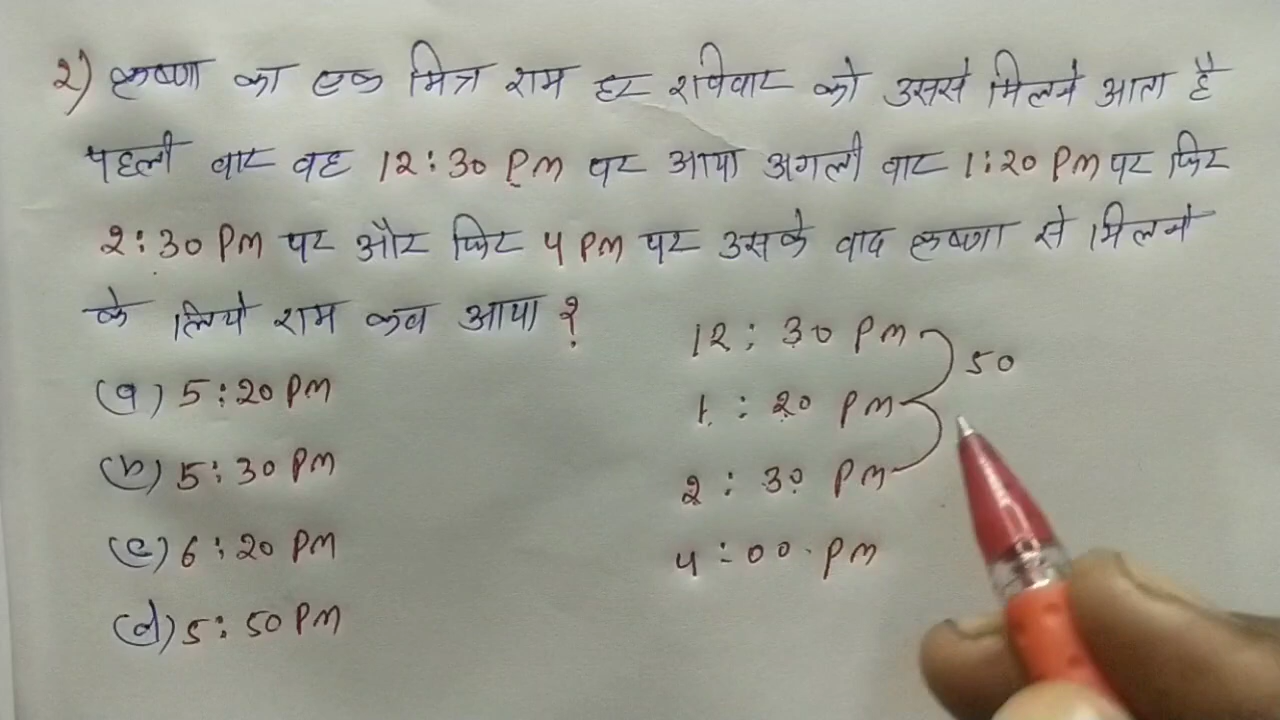 2) कृष्णा का एक मित्र राम हर रविवार को उससे मिलने आता है
पहली बार वह 12:30 PM पर आया अगली बार 1:20 PM पर फिर
2:30 PM पर और फिर 4 PM पर उसके बाद कृष्णा से मिलने
के लिये राम कब आया ?
(a) 5:20 PM
(b) 5:30 PM
(c) 6:20 PM
(d) 5:50 PM
12:30 PM
50
1:20 PM
2:30 PM
4:00 PM